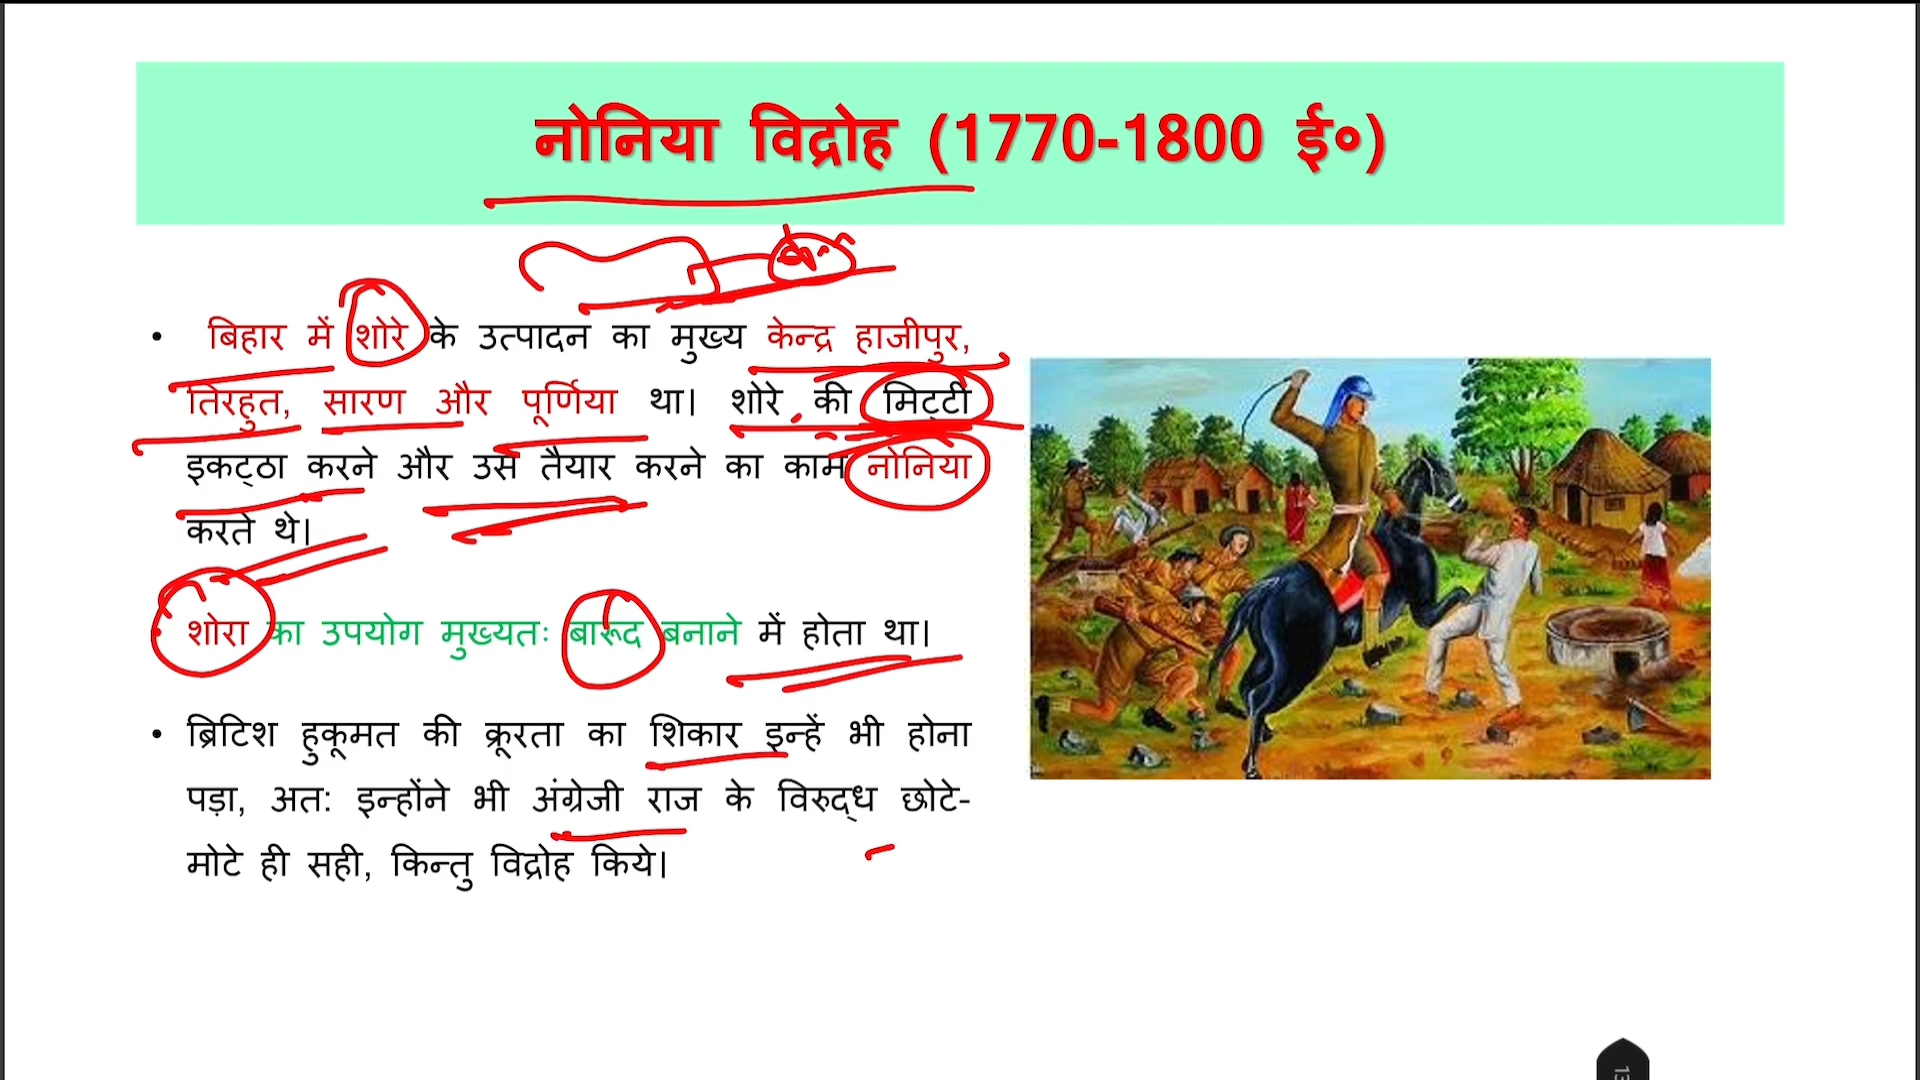 नोनिया विद्रोह (1770-1800 ई०)
• बिहार में शोरे के उत्पादन का मुख्य केन्द्र हाजीपुर,
तिरहुत, सारण और पूर्णिया था। शोरे की मिट्टी
इकट्ठा करने और उसे तैयार करने का काम नोनिया
करते थे।
• शोरा का उपयोग मुख्यतः बारूद बनाने में होता था।
• ब्रिटिश हुकूमत की क्रूरता का शिकार इन्हें भी होना
पड़ा, अत: इन्होंने भी अंग्रेजी राज के विरुद्ध छोटे-
मोटे ही सही, किन्तु विद्रोह किये।